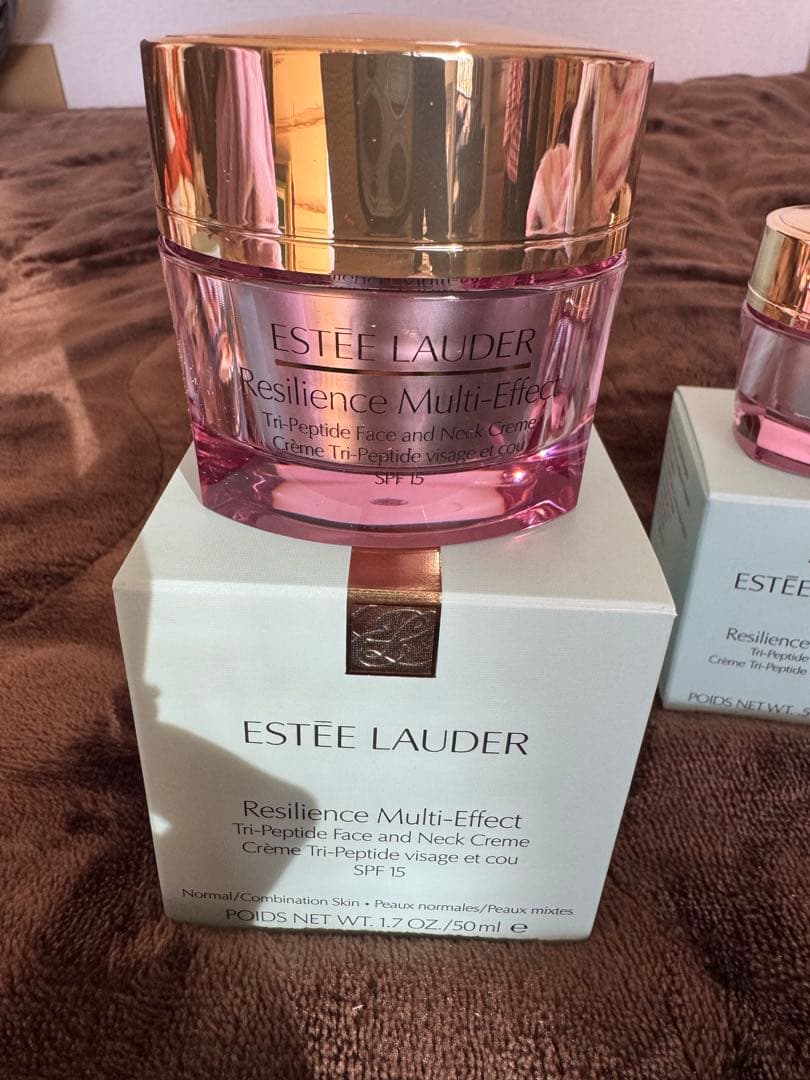 ESTĒE LAUDER
Resilience Multi-Effect
Tri-Peptide Face and Neck Creme
Crème Tri-Peptide visage et cou
SPF 15
ESTĒE LAUDER
Resilience Multi-Effect
Tri-Peptide Face and Neck Creme
Crème Tri-Peptide visage et cou
SPF 15
Normal/Combination Skin • Peaux normales/Peaux mixtes
POIDS NET WT. 1.7 OZ./50 ml ℮
ESTĒE
Resilience
Tri-Peptide
Crème Tri-Peptide
POIDS NET WT.